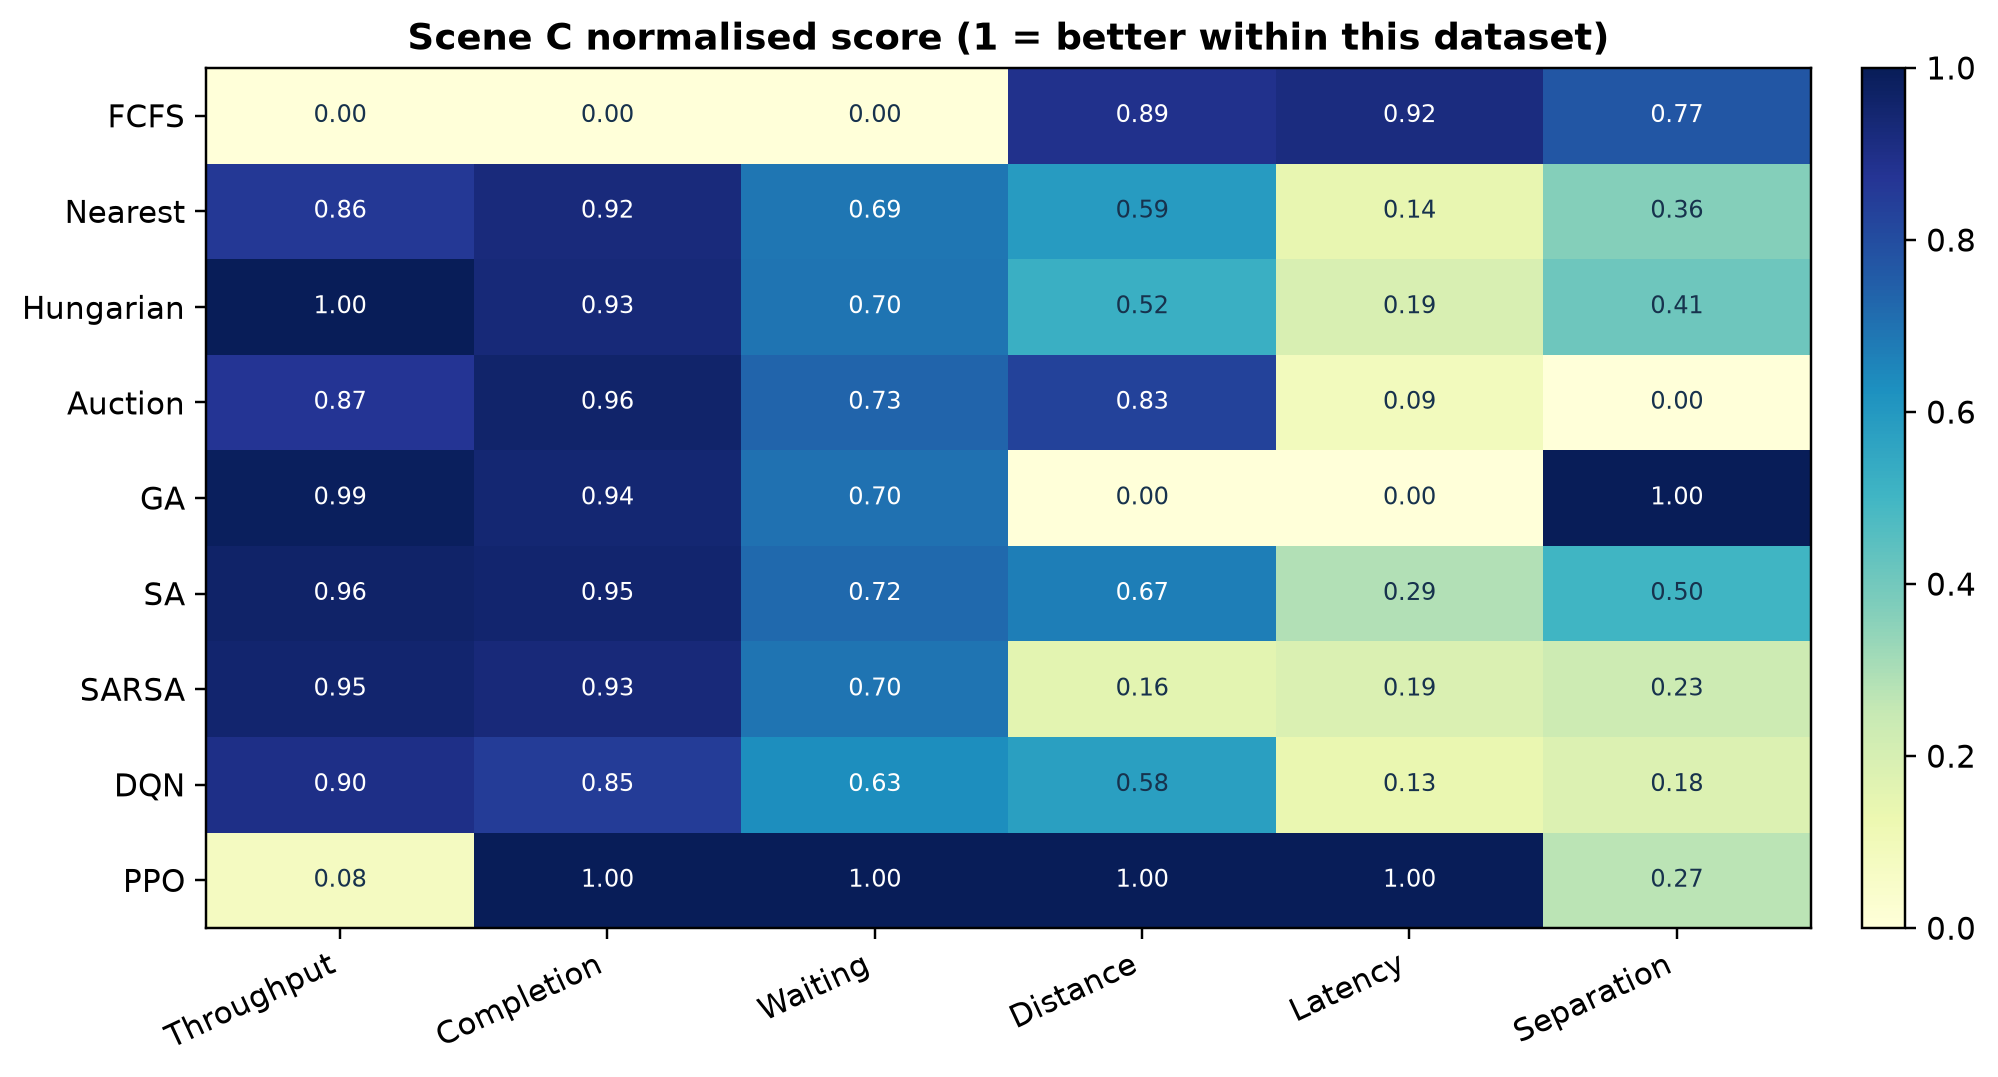 Scene C normalised score (1 = better within this dataset)
FCFS 0.00 0.00 0.00 0.89 0.92 0.77
Nearest 0.86 0.92 0.69 0.59 0.14 0.36
Hungarian 1.00 0.93 0.70 0.52 0.19 0.41
Auction 0.87 0.96 0.73 0.83 0.09 0.00
GA 0.99 0.94 0.70 0.00 0.00 1.00
SA 0.96 0.95 0.72 0.67 0.29 0.50
SARSA 0.95 0.93 0.70 0.16 0.19 0.23
DQN 0.90 0.85 0.63 0.58 0.13 0.18
PPO 0.08 1.00 1.00 1.00 1.00 0.27
Throughput Completion Waiting Distance Latency Separation
1.0
0.8
0.6
0.4
0.2
0.0